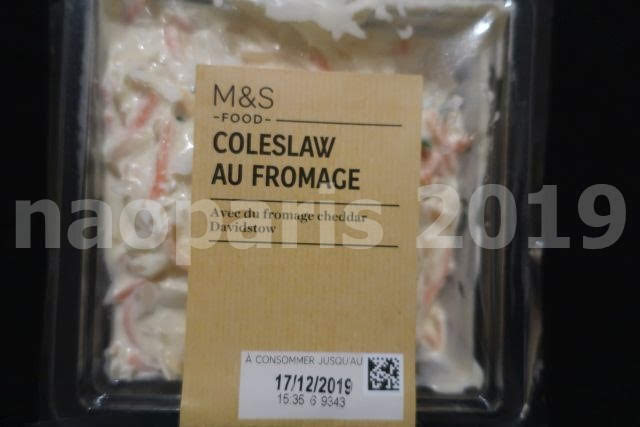 M&S
-FOOD-
COLESLAW
AU FROMAGE
Avec du fromage cheddar
Davidstow
naoparis 2019
À CONSOMMER JUSQU'AU
17/12/2019
15:36 6 9343